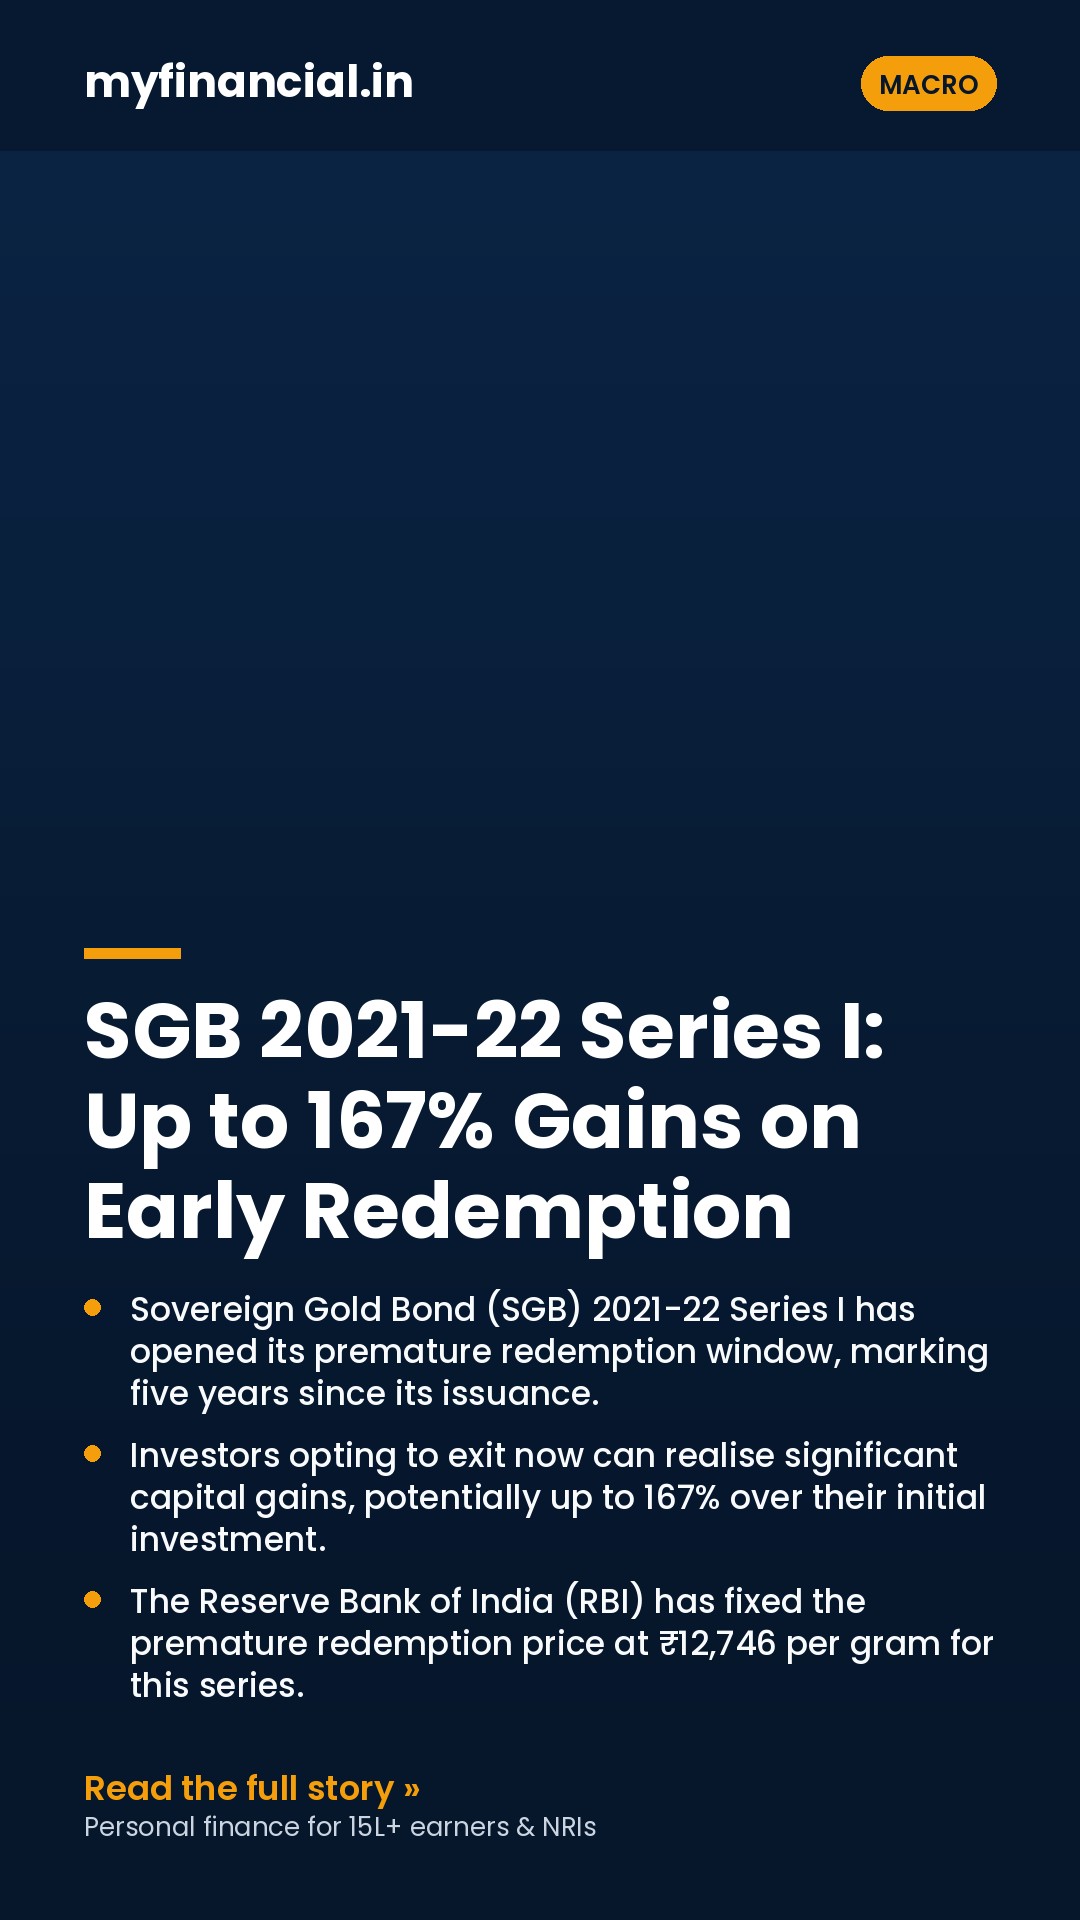 myfinancial.in
MACRO
SGB 2021-22 Series I:
Up to 167% Gains on
Early Redemption
Sovereign Gold Bond (SGB) 2021-22 Series I has
opened its premature redemption window, marking
five years since its issuance.
Investors opting to exit now can realise significant
capital gains, potentially up to 167% over their initial
investment.
The Reserve Bank of India (RBI) has fixed the
premature redemption price at ₹12,746 per gram for
this series.
Read the full story »
Personal finance for 15L+ earners & NRIs